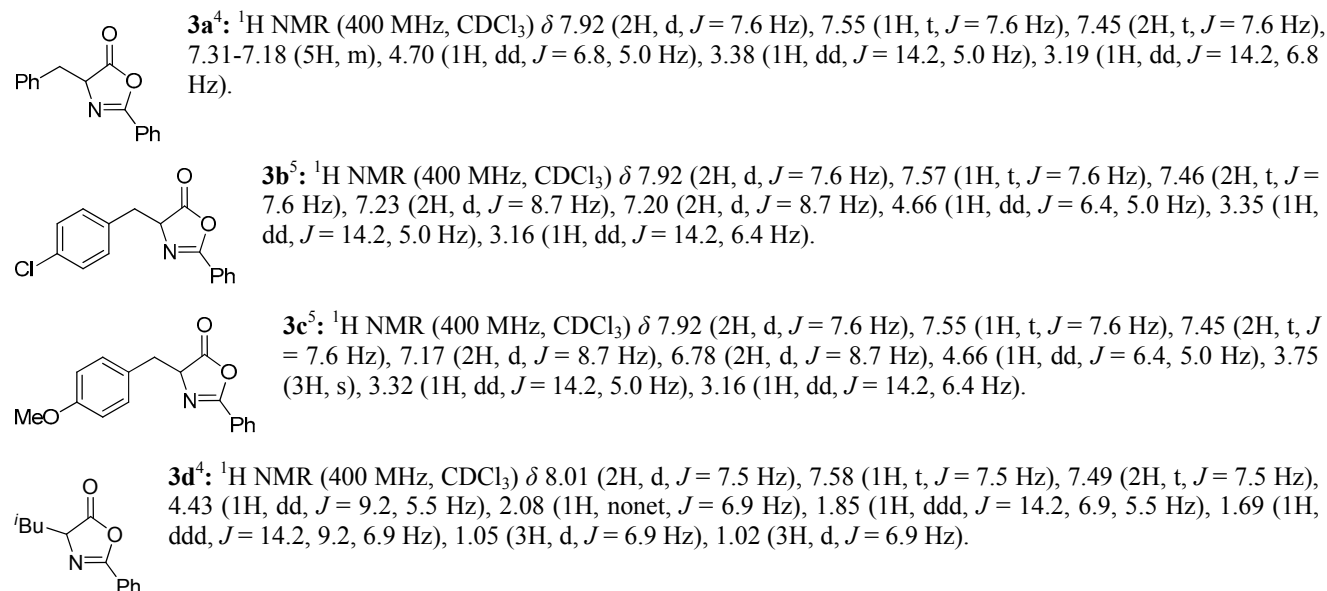 3a⁴: ¹H NMR (400 MHz, CDCl₃) δ 7.92 (2H, d, J = 7.6 Hz), 7.55 (1H, t, J = 7.6 Hz), 7.45 (2H, t, J = 7.6 Hz),
7.31-7.18 (5H, m), 4.70 (1H, dd, J = 6.8, 5.0 Hz), 3.38 (1H, dd, J = 14.2, 5.0 Hz), 3.19 (1H, dd, J = 14.2, 6.8
Hz).
O
O
Ph
N
Ph
3b⁵: ¹H NMR (400 MHz, CDCl₃) δ 7.92 (2H, d, J = 7.6 Hz), 7.57 (1H, t, J = 7.6 Hz), 7.46 (2H, t, J =
7.6 Hz), 7.23 (2H, d, J = 8.7 Hz), 7.20 (2H, d, J = 8.7 Hz), 4.66 (1H, dd, J = 6.4, 5.0 Hz), 3.35 (1H,
dd, J = 14.2, 5.0 Hz), 3.16 (1H, dd, J = 14.2, 6.4 Hz).
O
O
N
Cl
Ph
3c⁵: ¹H NMR (400 MHz, CDCl₃) δ 7.92 (2H, d, J = 7.6 Hz), 7.55 (1H, t, J = 7.6 Hz), 7.45 (2H, t, J
= 7.6 Hz), 7.17 (2H, d, J = 8.7 Hz), 6.78 (2H, d, J = 8.7 Hz), 4.66 (1H, dd, J = 6.4, 5.0 Hz), 3.75
(3H, s), 3.32 (1H, dd, J = 14.2, 5.0 Hz), 3.16 (1H, dd, J = 14.2, 6.4 Hz).
O
O
N
MeO
Ph
3d⁴: ¹H NMR (400 MHz, CDCl₃) δ 8.01 (2H, d, J = 7.5 Hz), 7.58 (1H, t, J = 7.5 Hz), 7.49 (2H, t, J = 7.5 Hz),
4.43 (1H, dd, J = 9.2, 5.5 Hz), 2.08 (1H, nonet, J = 6.9 Hz), 1.85 (1H, ddd, J = 14.2, 6.9, 5.5 Hz), 1.69 (1H,
ddd, J = 14.2, 9.2, 6.9 Hz), 1.05 (3H, d, J = 6.9 Hz), 1.02 (3H, d, J = 6.9 Hz).
O
ⁱBu
O
N
Ph